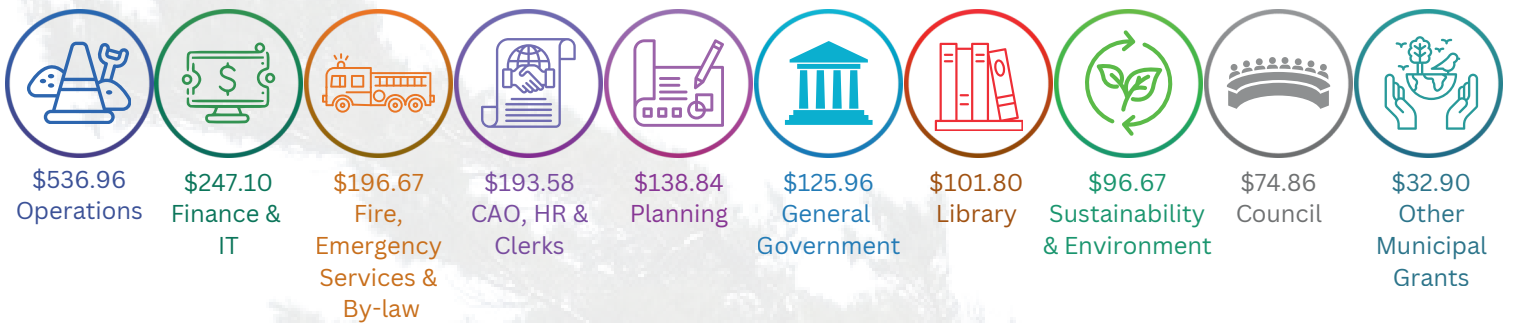 $536.96
Operations
$247.10
Finance &
IT
$196.67
Fire,
Emergency
Services &
By-law
$193.58
CAO, HR &
Clerks
$138.84
Planning
$125.96
General
Government
$101.80
Library
$96.67
Sustainability
& Environment
$74.86
Council
$32.90
Other
Municipal
Grants